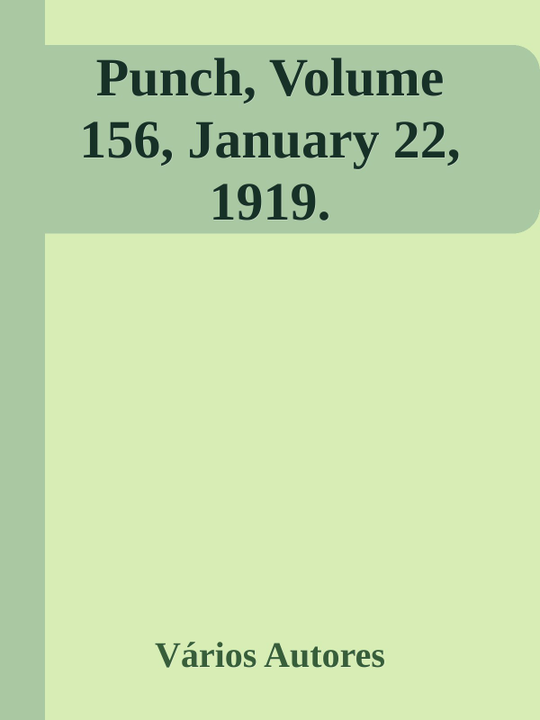 Punch, Volume
156, January 22,
1919.
Vários Autores